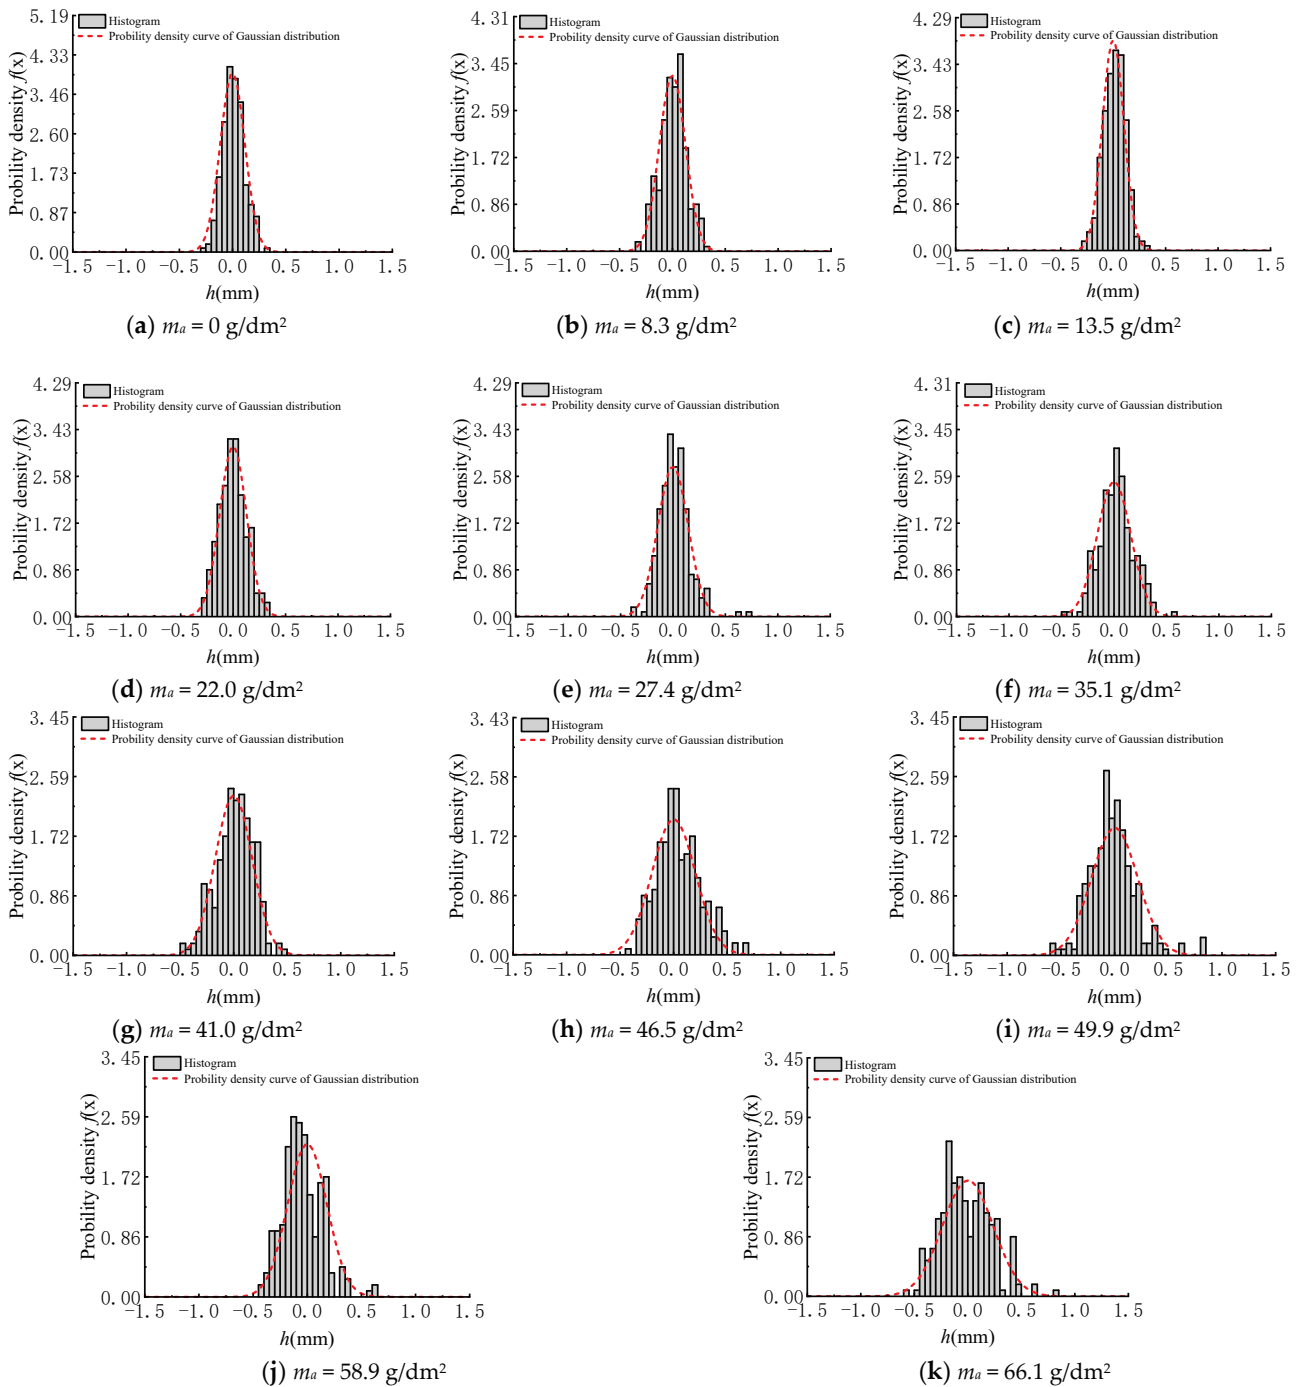 5.19
Histogram
Probility density curve of Gaussian distribution
4.33
3.46
2.60
1.73
0.87
0.00
Probility density f(x)
-1.5 -1.0 -0.5 0.0 0.5 1.0 1.5
h(mm)
(a) ma = 0 g/dm²
4.31
Histogram
Probility density curve of Gaussian distribution
3.45
2.59
1.72
0.86
0.00
Probility density f(x)
-1.5 -1.0 -0.5 0.0 0.5 1.0 1.5
h(mm)
(b) ma = 8.3 g/dm²
4.29
Histogram
Probility density curve of Gaussian distribution
3.43
2.58
1.72
0.86
0.00
Probility density f(x)
-1.5 -1.0 -0.5 0.0 0.5 1.0 1.5
h(mm)
(c) ma = 13.5 g/dm²
4.29
Histogram
Probility density curve of Gaussian distribution
3.43
2.58
1.72
0.86
0.00
Probility density f(x)
-1.5 -1.0 -0.5 0.0 0.5 1.0 1.5
h(mm)
(d) ma = 22.0 g/dm²
4.29
Histogram
Probility density curve of Gaussian distribution
3.43
2.58
1.72
0.86
0.00
Probility density f(x)
-1.5 -1.0 -0.5 0.0 0.5 1.0 1.5
h(mm)
(e) ma = 27.4 g/dm²
4.31
Histogram
Probility density curve of Gaussian distribution
3.45
2.59
1.72
0.86
0.00
Probility density f(x)
-1.5 -1.0 -0.5 0.0 0.5 1.0 1.5
h(mm)
(f) ma = 35.1 g/dm²
3.45
Histogram
Probility density curve of Gaussian distribution
2.59
1.72
0.86
0.00
Probility density f(x)
-1.5 -1.0 -0.5 0.0 0.5 1.0 1.5
h(mm)
(g) ma = 41.0 g/dm²
3.43
Histogram
Probility density curve of Gaussian distribution
2.58
1.72
0.86
0.00
Probility density f(x)
-1.5 -1.0 -0.5 0.0 0.5 1.0 1.5
h(mm)
(h) ma = 46.5 g/dm²
3.45
Histogram
Probility density curve of Gaussian distribution
2.59
1.72
0.86
0.00
Probility density f(x)
-1.5 -1.0 -0.5 0.0 0.5 1.0 1.5
h(mm)
(i) ma = 49.9 g/dm²
3.45
Histogram
Probility density curve of Gaussian distribution
2.59
1.72
0.86
0.00
Probility density f(x)
-1.5 -1.0 -0.5 0.0 0.5 1.0 1.5
h(mm)
(j) ma = 58.9 g/dm²
3.45
Histogram
Probility density curve of Gaussian distribution
2.59
1.72
0.86
0.00
Probility density f(x)
-1.5 -1.0 -0.5 0.0 0.5 1.0 1.5
h(mm)
(k) ma = 66.1 g/dm²